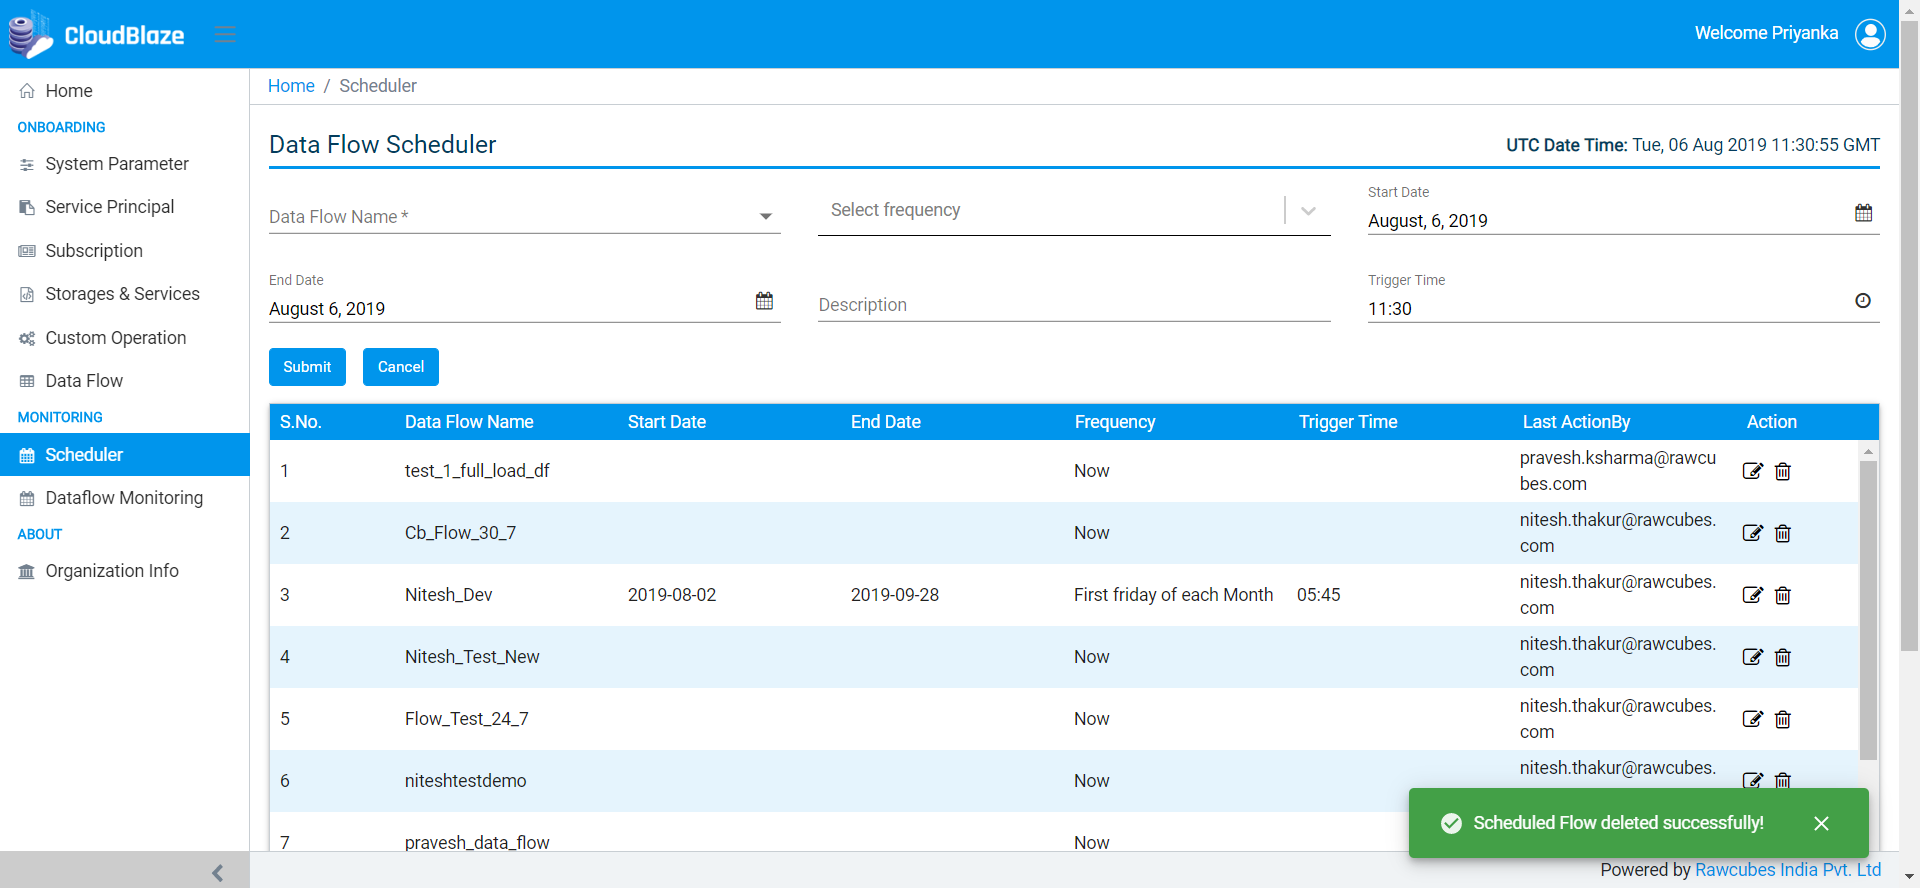 CloudBlaze
Welcome Priyanka
Home
ONBOARDING
System Parameter
Service Principal
Subscription
Storages & Services
Custom Operation
Data Flow
MONITORING
Scheduler
Dataflow Monitoring
ABOUT
Organization Info
Home / Scheduler
Data Flow Scheduler
UTC Date Time: Tue, 06 Aug 2019 11:30:55 GMT
Data Flow Name *
Select frequency
Start Date
August, 6, 2019
End Date
August 6, 2019
Description
Trigger Time
11:30
Submit Cancel
S.No. Data Flow Name Start Date End Date Frequency Trigger Time Last ActionBy Action
1 test_1_full_load_df Now pravesh.ksharma@rawcu
bes.com
2 Cb_Flow_30_7 Now nitesh.thakur@rawcubes.
com
3 Nitesh_Dev 2019-08-02 2019-09-28 First friday of each Month 05:45 nitesh.thakur@rawcubes.
com
4 Nitesh_Test_New Now nitesh.thakur@rawcubes.
com
5 Flow_Test_24_7 Now nitesh.thakur@rawcubes.
com
6 niteshtestdemo Now nitesh.thakur@rawcubes.
7 pravesh_data_flow Now
Scheduled Flow deleted successfully!
Powered by Rawcubes India Pvt. Ltd